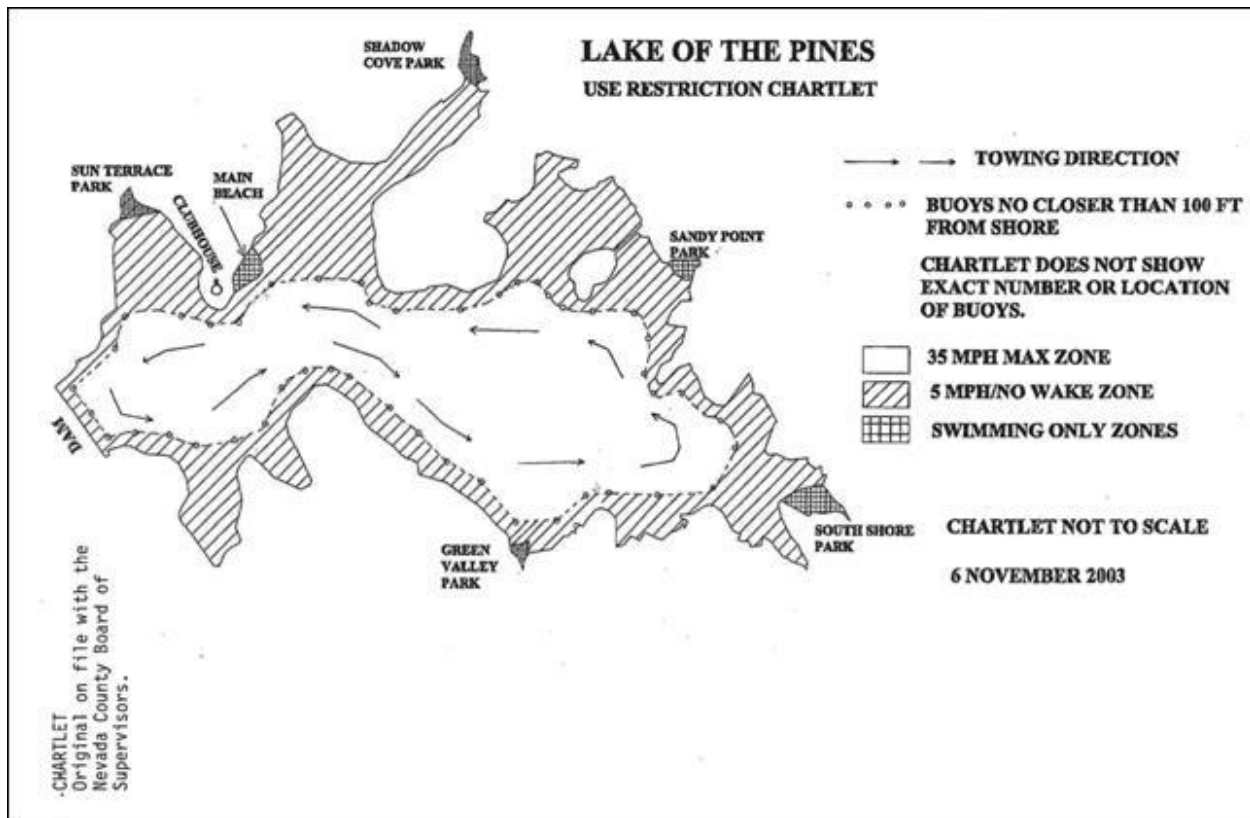 LAKE OF THE PINES
USE RESTRICTION CHARTLET
SHADOW
COVE PARK
SUN TERRACE
PARK
MAIN
BEACH
CLUBHOUSE
SANDY POINT
PARK
TOWING DIRECTION
BUOYS NO CLOSER THAN 100 FT
FROM SHORE
CHARTLET DOES NOT SHOW
EXACT NUMBER OR LOCATION
OF BUOYS.
35 MPH MAX ZONE
5 MPH/NO WAKE ZONE
SWIMMING ONLY ZONES
DAM
GREEN
VALLEY
PARK
SOUTH SHORE
PARK
CHARTLET NOT TO SCALE
6 NOVEMBER 2003
-CHARTLET
Original on file with the
Nevada County Board of
Supervisors.